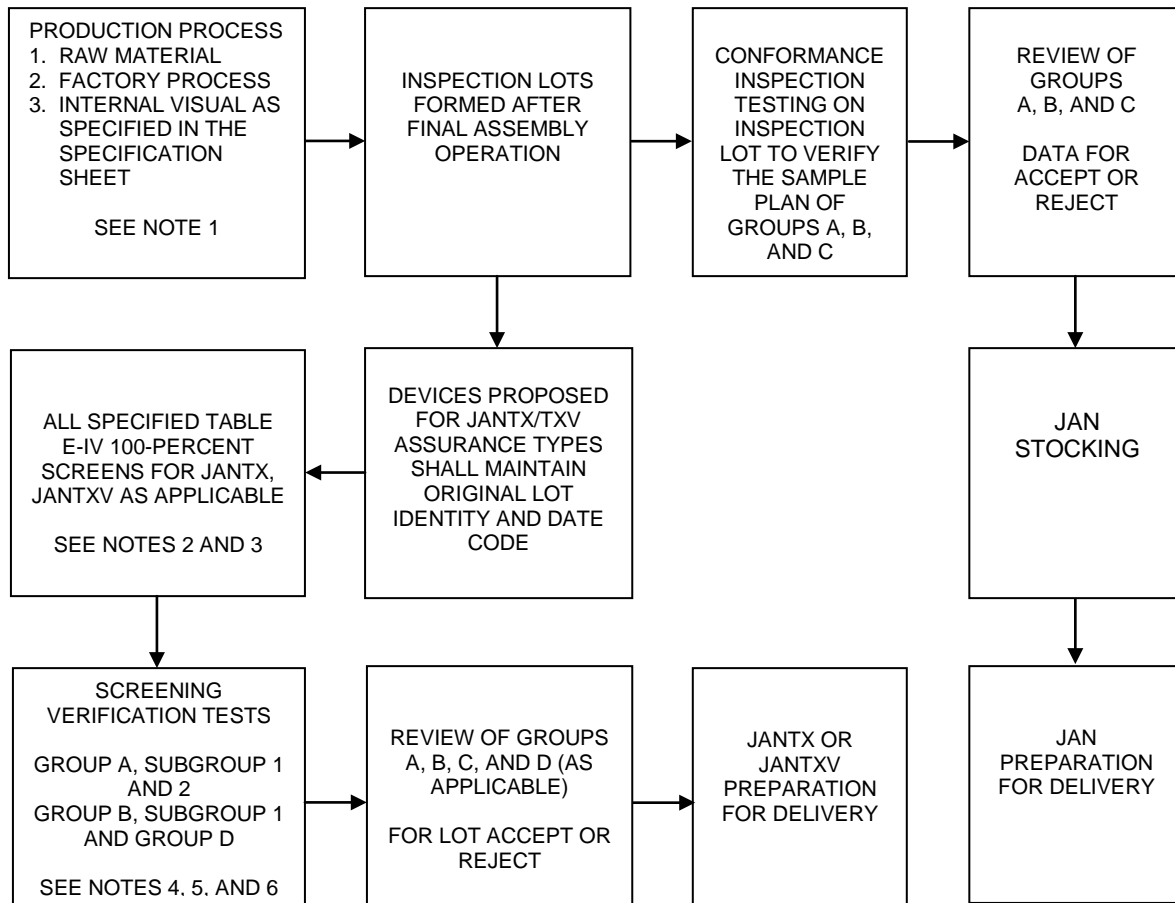 PRODUCTION PROCESS
1. RAW MATERIAL
2. FACTORY PROCESS
3. INTERNAL VISUAL AS
SPECIFIED IN THE
SPECIFICATION
SHEET
SEE NOTE 1
INSPECTION LOTS
FORMED AFTER
FINAL ASSEMBLY
OPERATION
CONFORMANCE
INSPECTION
TESTING ON
INSPECTION
LOT TO VERIFY
THE SAMPLE
PLAN OF
GROUPS A, B,
AND C
REVIEW OF
GROUPS
A, B, AND C
DATA FOR
ACCEPT OR
REJECT
ALL SPECIFIED TABLE
E-IV 100-PERCENT
SCREENS FOR JANTX,
JANTXV AS APPLICABLE
SEE NOTES 2 AND 3
DEVICES PROPOSED
FOR JANTX/TXV
ASSURANCE TYPES
SHALL MAINTAIN
ORIGINAL LOT
IDENTITY AND DATE
CODE
JAN
STOCKING
SCREENING
VERIFICATION TESTS
GROUP A, SUBGROUP 1
AND 2
GROUP B, SUBGROUP 1
AND GROUP D
SEE NOTES 4, 5, AND 6
REVIEW OF GROUPS
A, B, C, AND D (AS
APPLICABLE)
FOR LOT ACCEPT OR
REJECT
JANTX OR
JANTXV
PREPARATION
FOR DELIVERY
JAN
PREPARATION
FOR DELIVERY